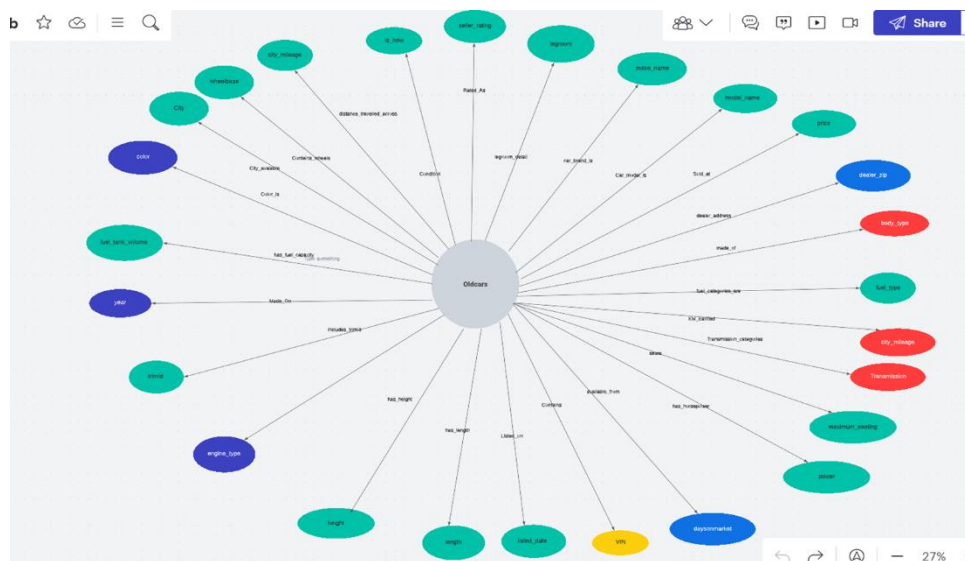 b
Share
seller_rating
is_new
legroom
city_mileage
make_name
wheelbase
model_name
City
price
distance_traveled_across
Rated_As
legroom_detail
car_brand_is
color
Contains_wheels
Condition
Car_model_is
Sold_at
City_available
dealer_zip
Color_is
dealer_address
body_type
fuel_tank_volume
made_of
has_fuel_capacity
Oldcars
fuel_type
fuel_categories_are
year
Made_On
includes_trimid
Transmission_categories
city_mileage
trimid
Transmission
available_from
has_height
Contains
has_horsepower
maximum_seating
has_length
Listed_on
engine_type
power
height
length
listed_date
VIN
daysonmarket
27%